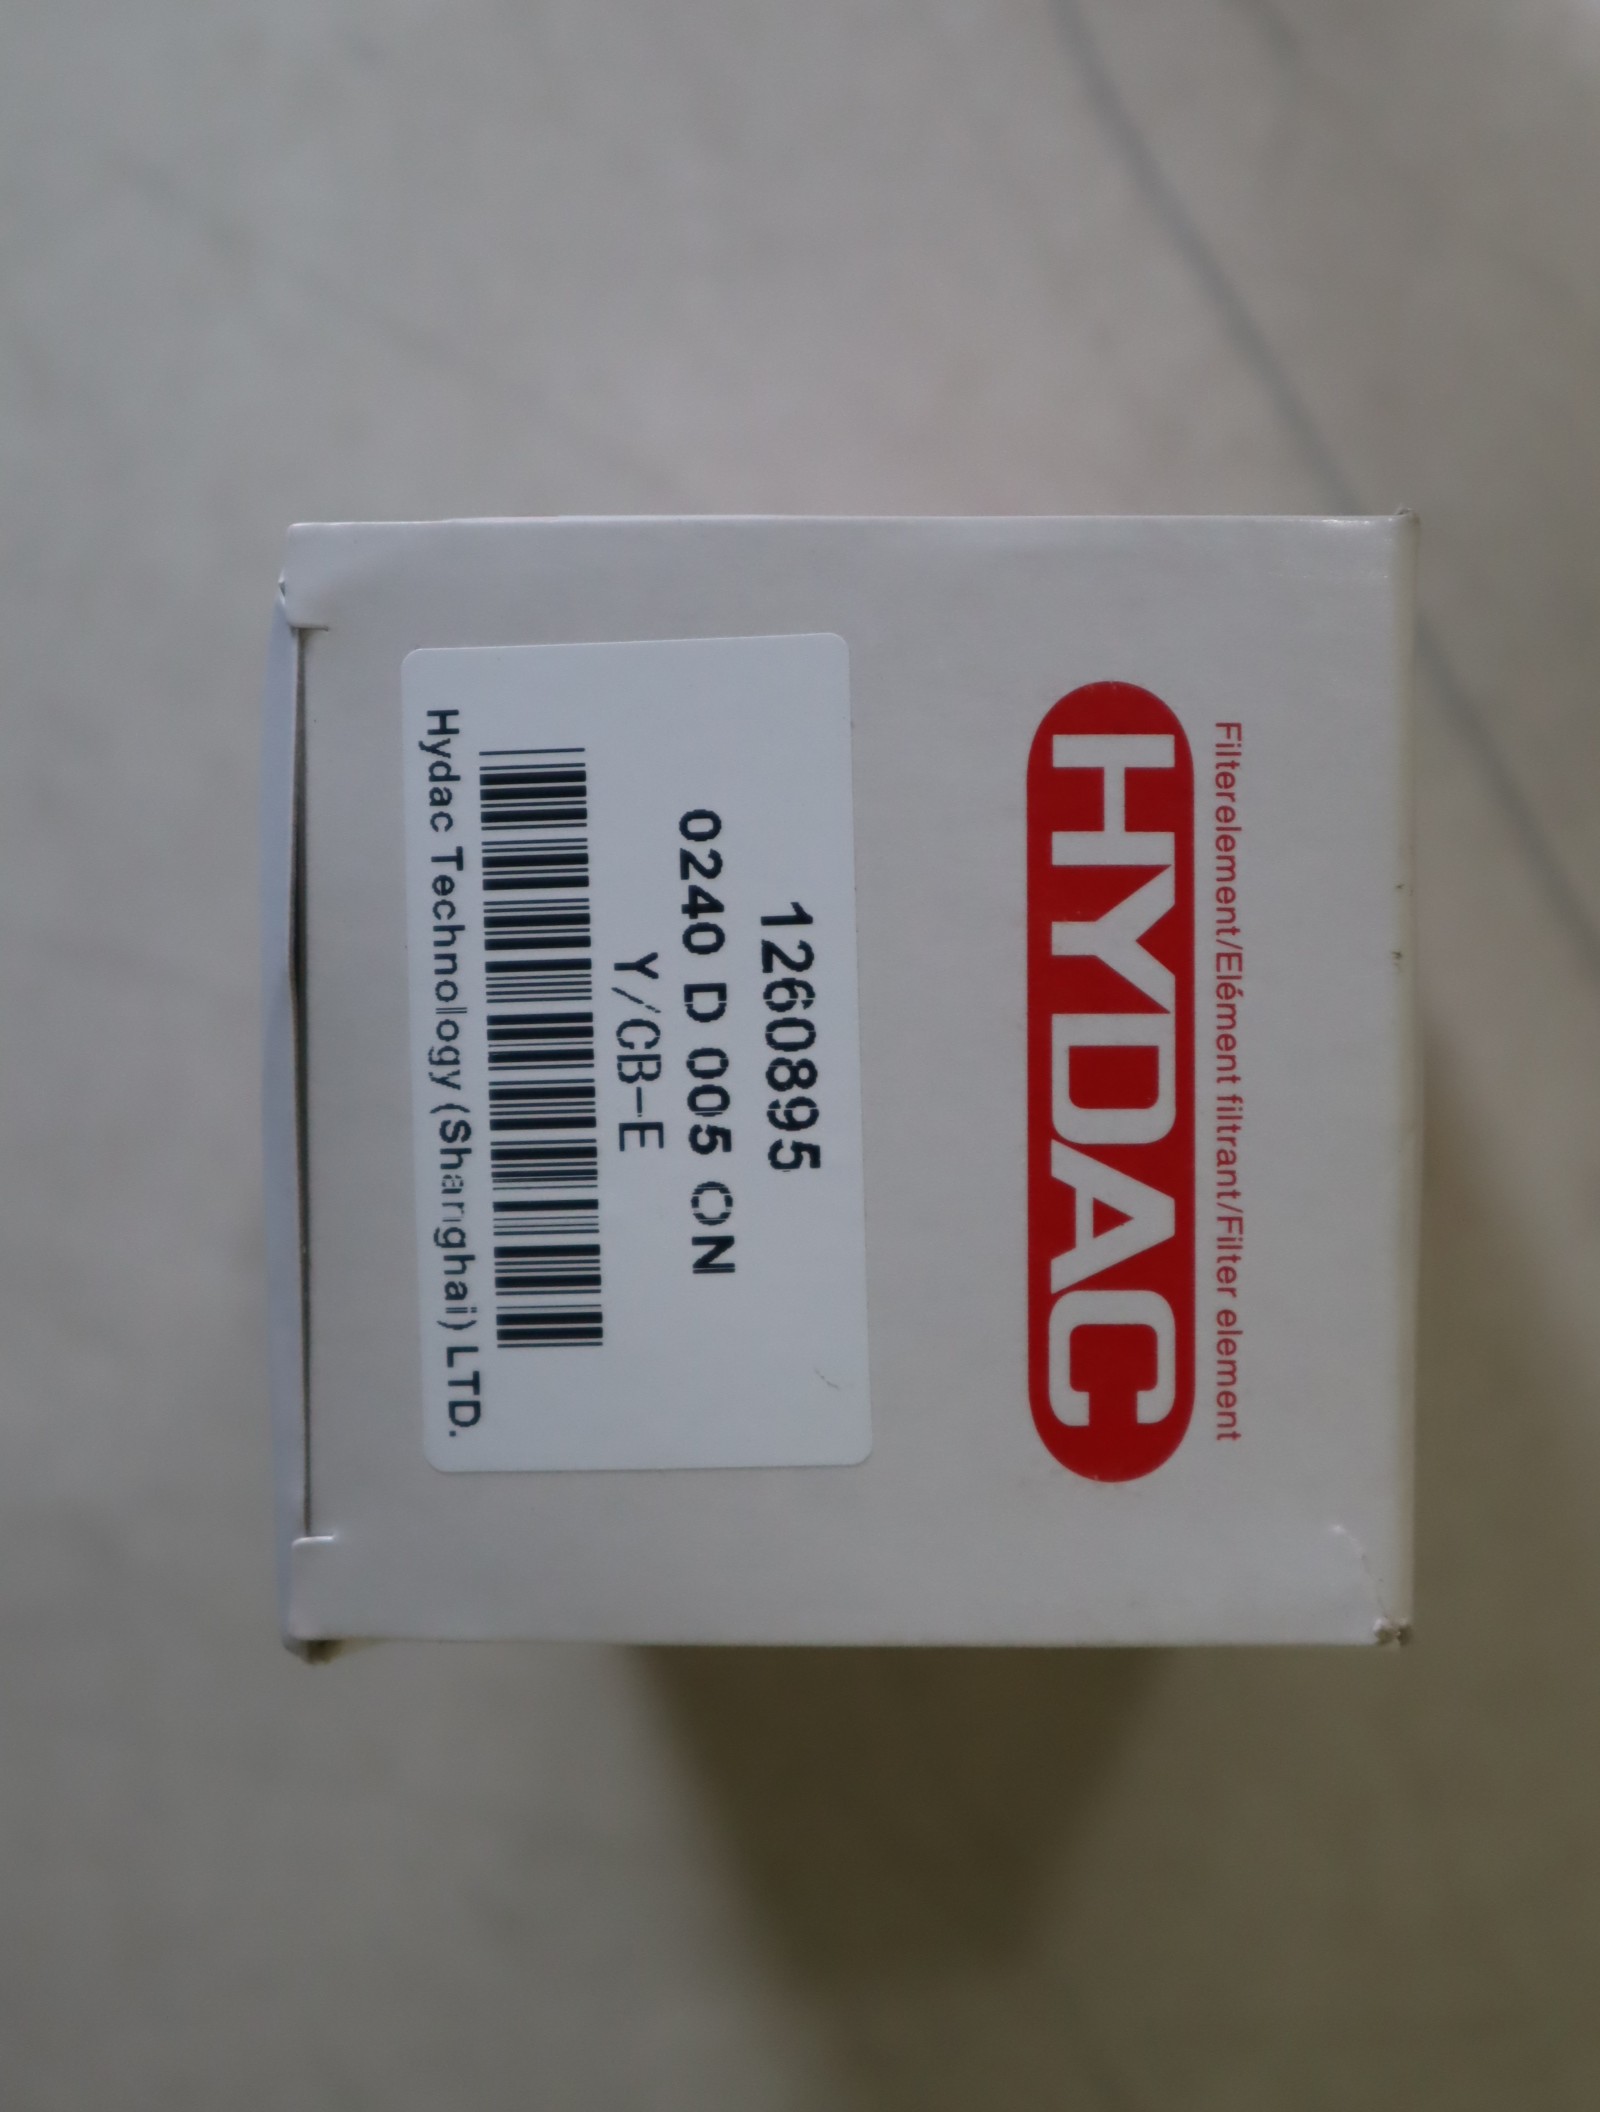 Filterelement/Elément filtrant/Filter element
HYDAC
1260895
0240 D 005 ON
Y/CB-E
Hydac Technology (Shanghai) LTD.